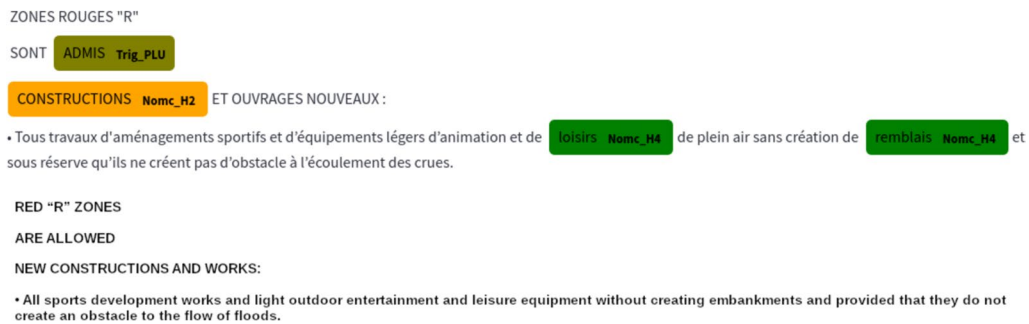 ZONES ROUGES "R"
SONT ADMIS Trig_PLU
CONSTRUCTIONS Nomc_H2 ET OUVRAGES NOUVEAUX :
• Tous travaux d'aménagements sportifs et d'équipements légers d'animation et de loisirs Nomc_H4 de plein air sans création de remblais Nomc_H4 et
sous réserve qu'ils ne créent pas d'obstacle à l'écoulement des crues.
RED “R” ZONES
ARE ALLOWED
NEW CONSTRUCTIONS AND WORKS:
• All sports development works and light outdoor entertainment and leisure equipment without creating embankments and provided that they do not
create an obstacle to the flow of floods.